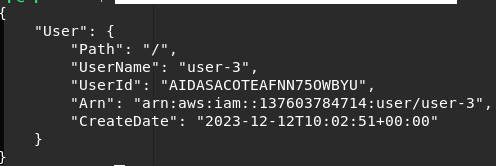 {
"User": {
"Path": "/",
"UserName": "user-3",
"UserId": "AIDASACOTEAFNN75OWBYU",
"Arn": "arn:aws:iam::137603784714:user/user-3",
"CreateDate": "2023-12-12T10:02:51+00:00"
}
}